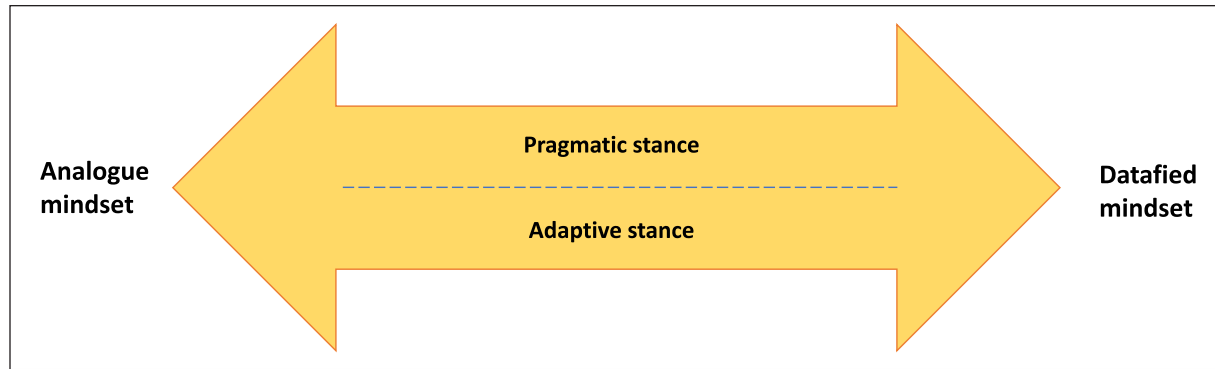 Pragmatic stance
Analogue
mindset
Datafied
mindset
Adaptive stance